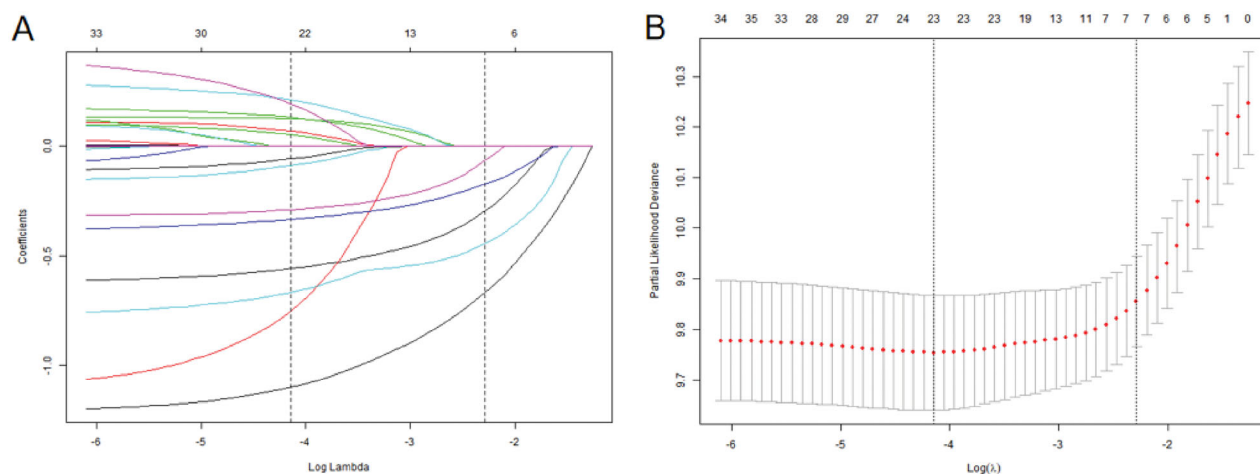 A
33 30 22 13 6
Coefficients
0.0
-0.5
-1.0
-6 -5 -4 -3 -2
Log Lambda
B
34 35 33 28 29 27 24 23 23 23 19 13 11 7 7 7 6 6 5 1 0
Partial Likelihood Deviance
10.3
10.2
10.1
10.0
9.9
9.8
9.7
-6 -5 -4 -3 -2
Log(λ)